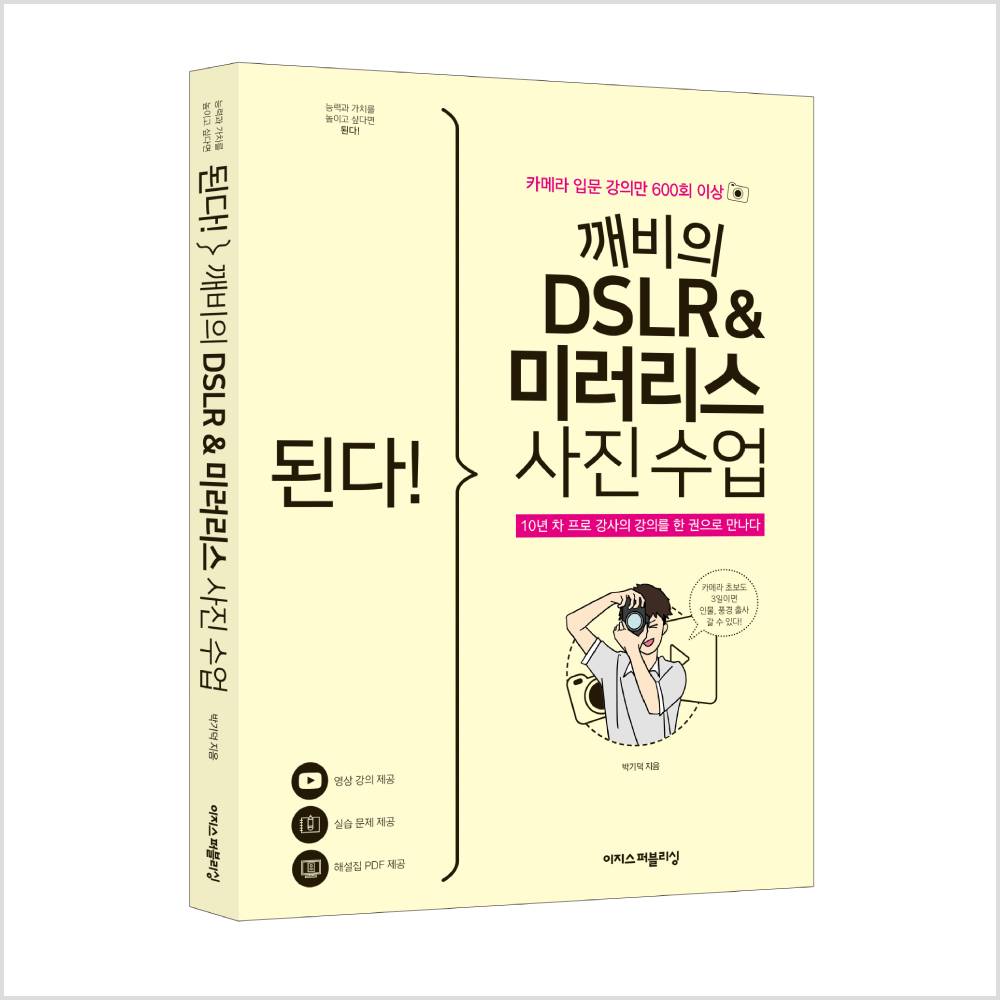 능력과 가치를
높이고 싶다면
된다! } 깨비의 DSLR & 미러리스 사진 수업
박기덕 지음
이지스 퍼블리싱
능력과 가치를
높이고 싶다면
된다!
된다!
영상 강의 제공
실습 문제 제공
해설집 PDF 제공
카메라 입문 강의만 600회 이상
깨비의
DSLR &
미러리스
사진 수업
10년 차 프로 강사의 강의를 한 권으로 만나다
카메라 초보도
3일이면
인물, 풍경 출사
갈 수 있다!
박기덕 지음
이지스 퍼블리싱